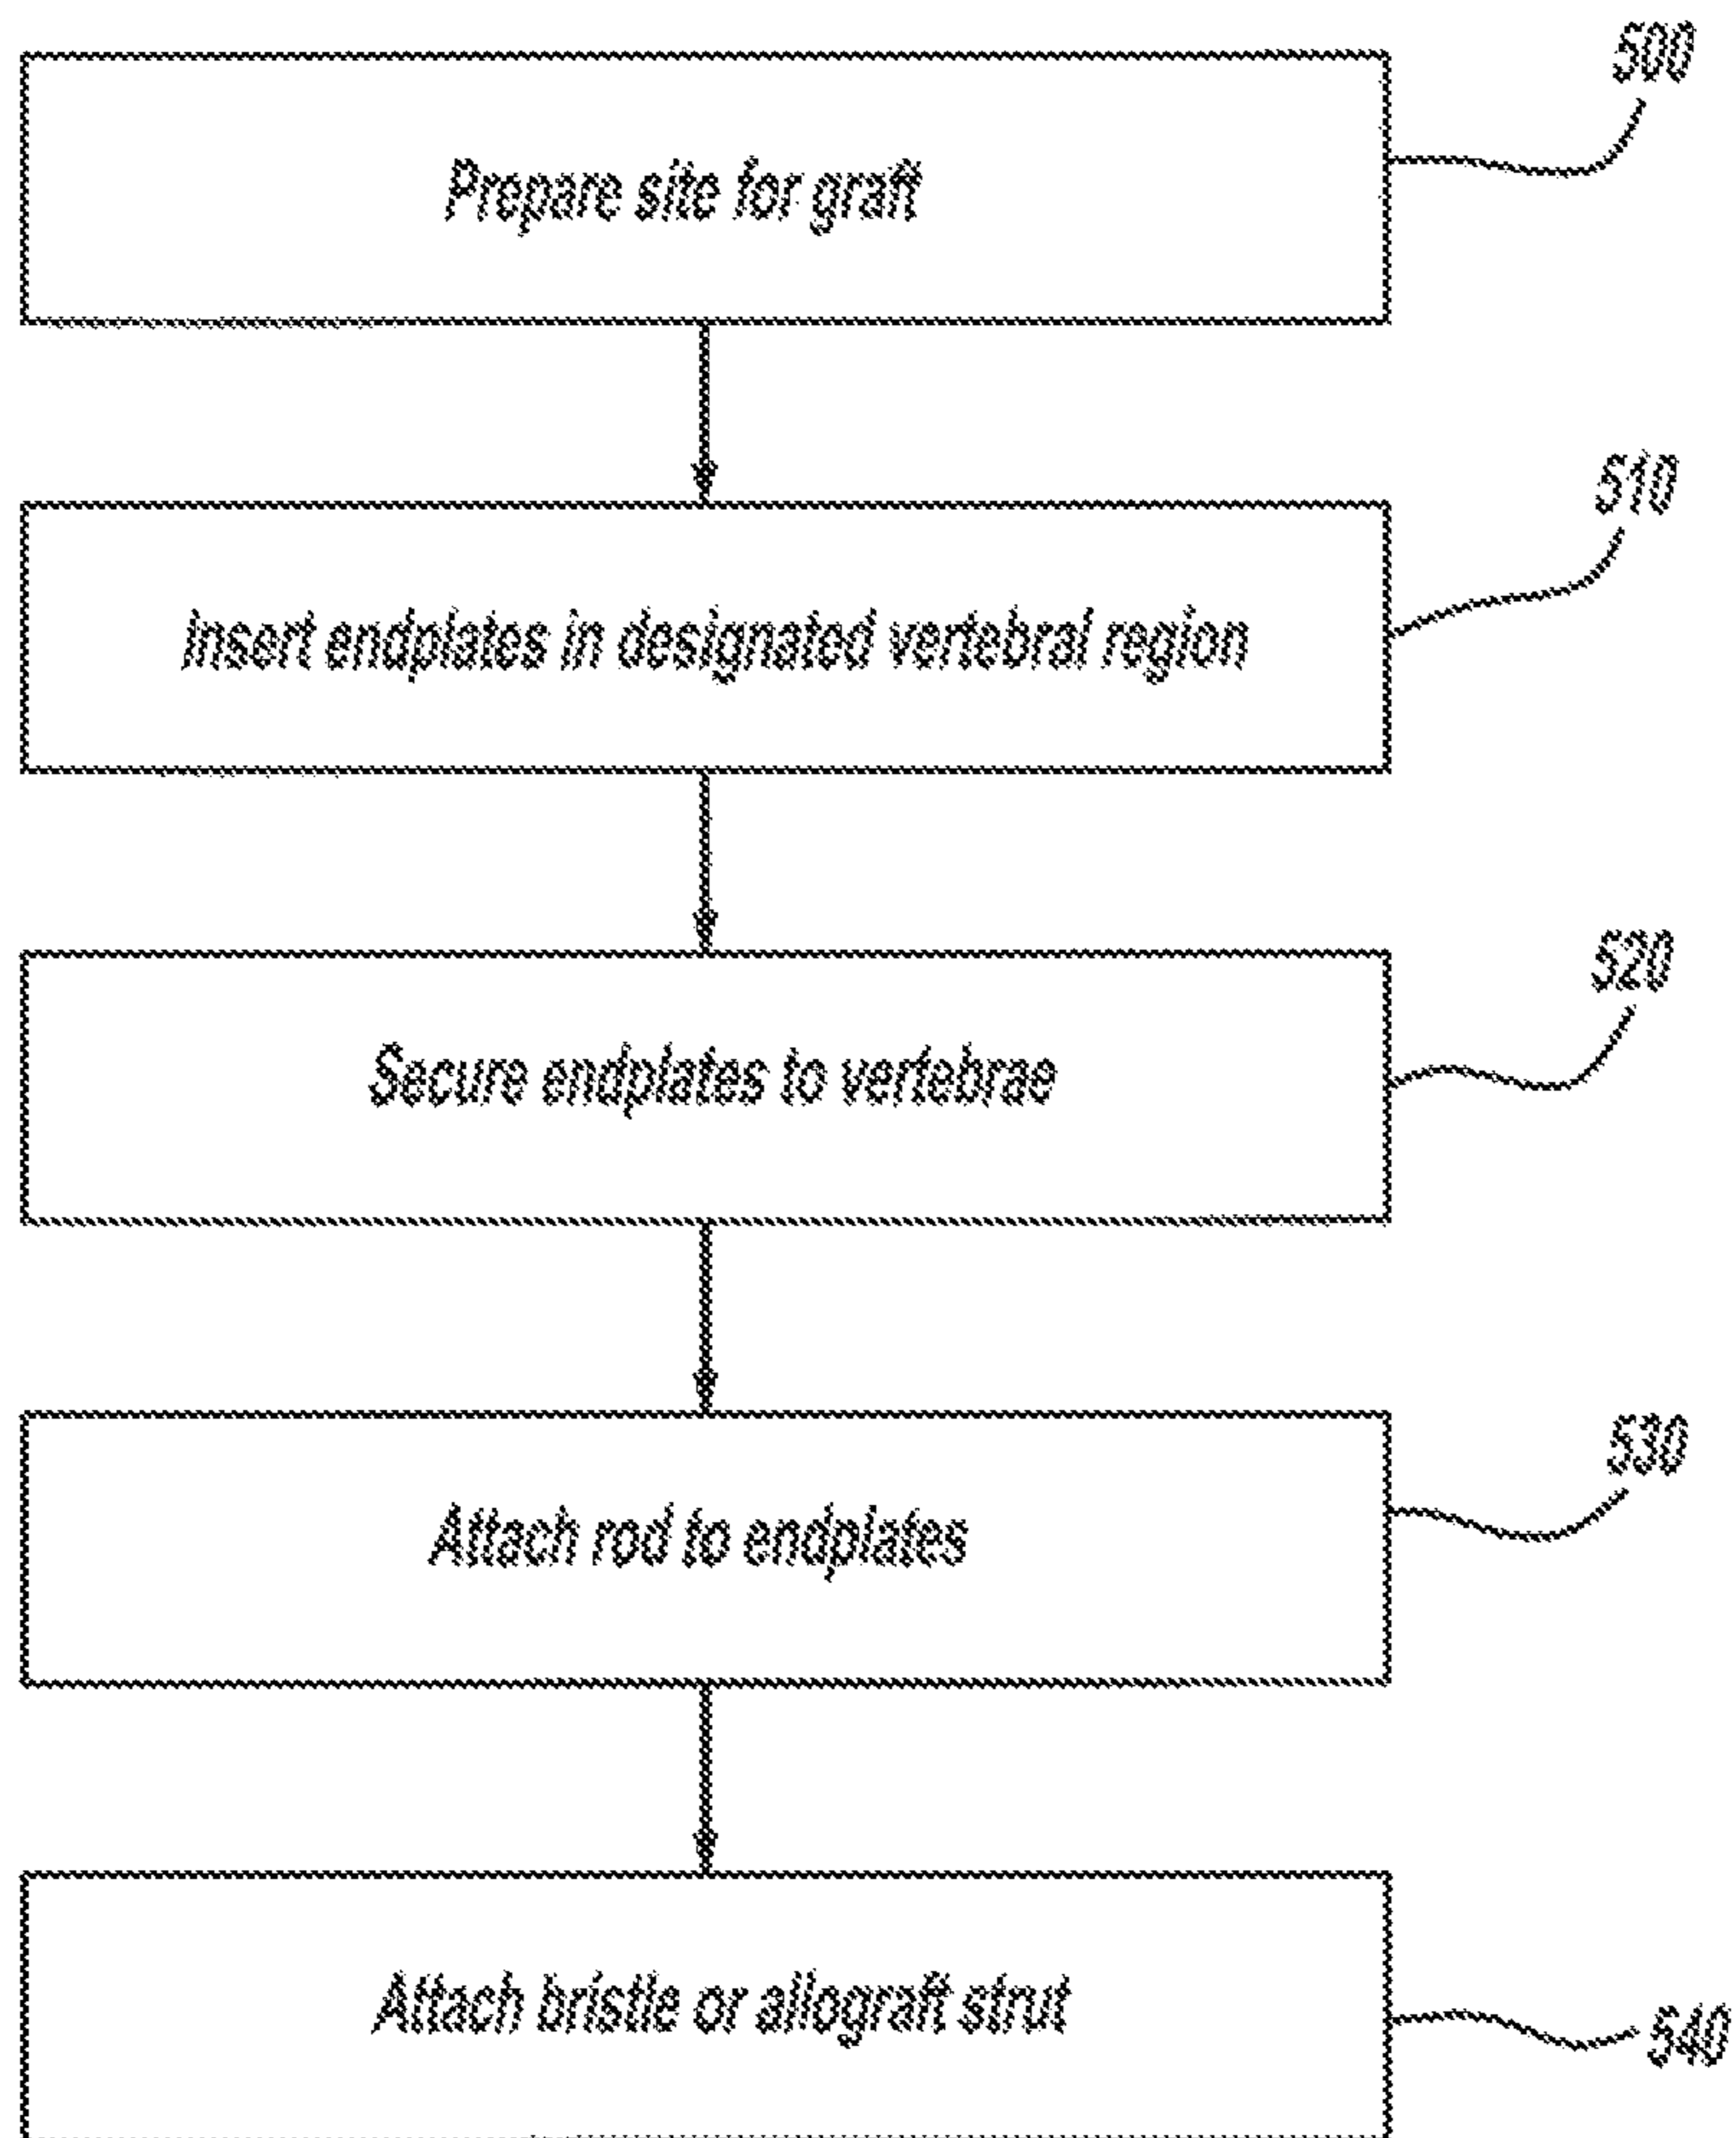 500
Prepare site for graft
510
Insert endplates in designated vertebral region
520
Secure endplates to vertebrae
530
Attach rod to endplates
Attach bristle or allograft strut
540